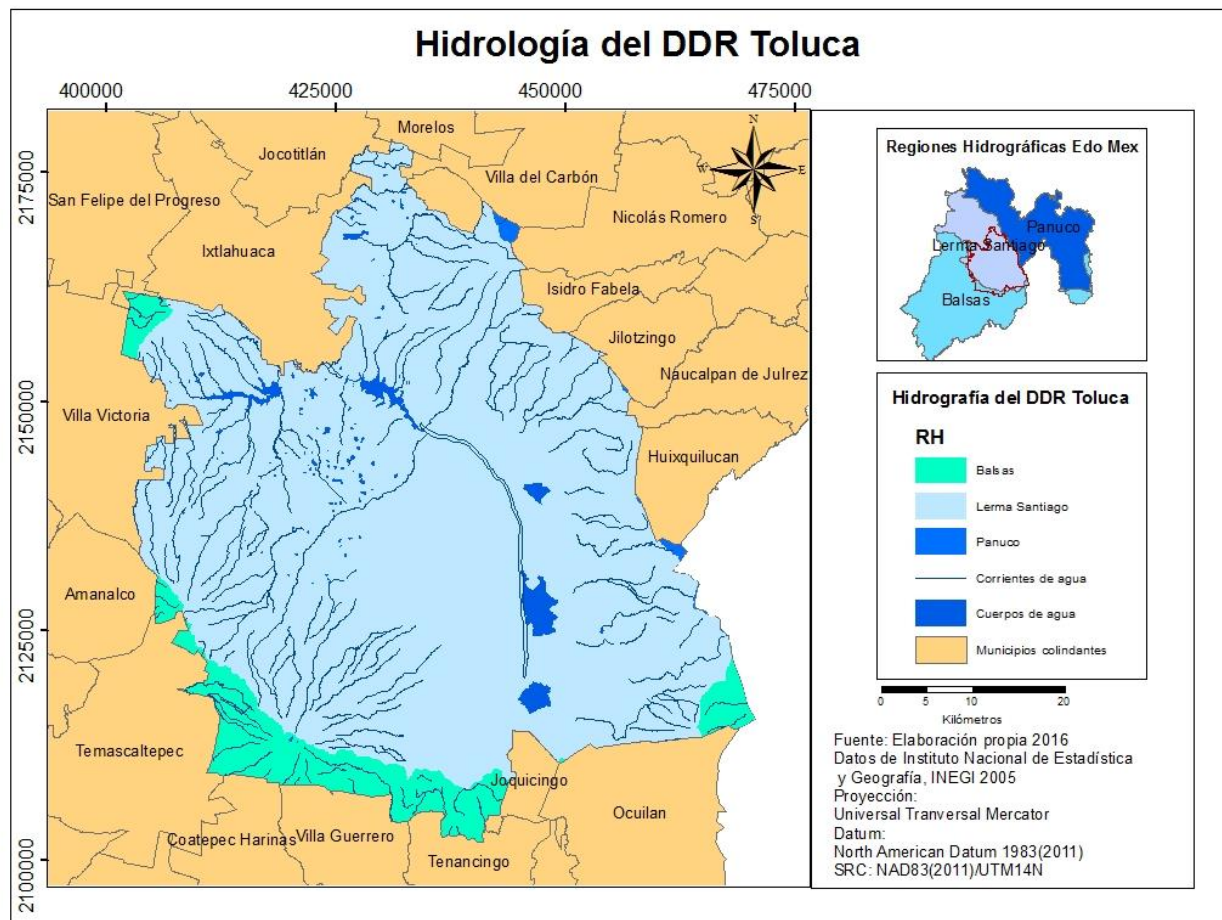 Hidrología del DDR Toluca
400000
425000
450000
475000
2175000
2150000
2125000
2100000
N
W
E
S
Morelos
Jocotitlán
Villa del Carbón
San Felipe del Progreso
Nicolás Romero
Ixtlahuaca
Isidro Fabela
Jilotzingo
Naucalpan de Julrez
Villa Victoria
Huixquilucan
Amanalco
Temascaltepec
Joquicingo
Ocuilan
Coatepec Harinas
Villa Guerrero
Tenancingo
Regiones Hidrográficas Edo Mex
Panuco
Lerma Santiago
Balsas
Hidrografía del DDR Toluca
RH
Balsas
Lerma Santiago
Panuco
Corrientes de agua
Cuerpos de agua
Municipios colindantes
0 5 10 20
Kilómetros
Fuente: Elaboración propia 2016
Datos de Instituto Nacional de Estadística
y Geografía, INEGI 2005
Proyección:
Universal Tranversal Mercator
Datum:
North American Datum 1983(2011)
SRC: NAD83(2011)/UTM14N